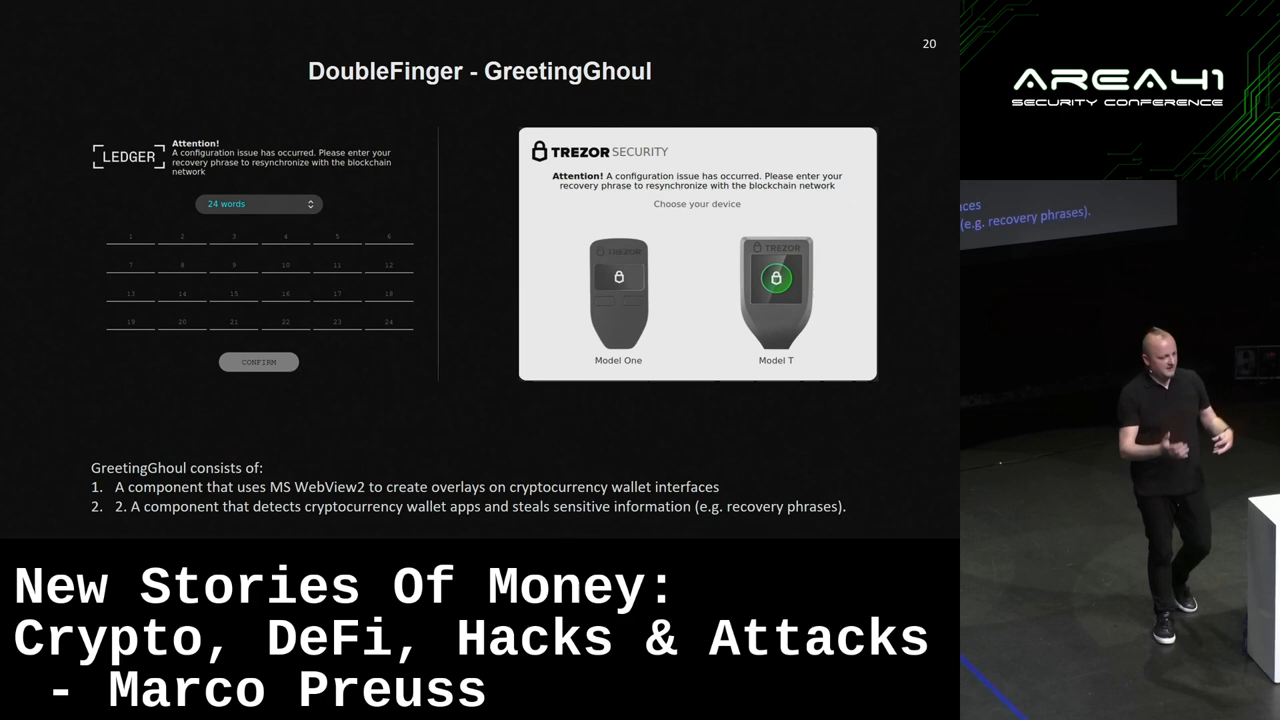 20
DoubleFinger - GreetingGhoul
LEDGER
Attention!
A configuration issue has occurred. Please enter your
recovery phrase to resynchronize with the blockchain
network
24 words
1 2 3 4 5 6
7 8 9 10 11 12
13 14 15 16 17 18
19 20 21 22 23 24
CONFIRM
TREZOR SECURITY
Attention! A configuration issue has occurred. Please enter your
recovery phrase to resynchronize with the blockchain network
Choose your device
TREZOR
TREZOR
Model One
Model T
GreetingGhoul consists of:
1. A component that uses MS WebView2 to create overlays on cryptocurrency wallet interfaces
2. 2. A component that detects cryptocurrency wallet apps and steals sensitive information (e.g. recovery phrases).
AREA41
SECURITY CONFERENCE
(e.g. recovery phrases).
New Stories Of Money:
Crypto, DeFi, Hacks & Attacks
- Marco Preuss